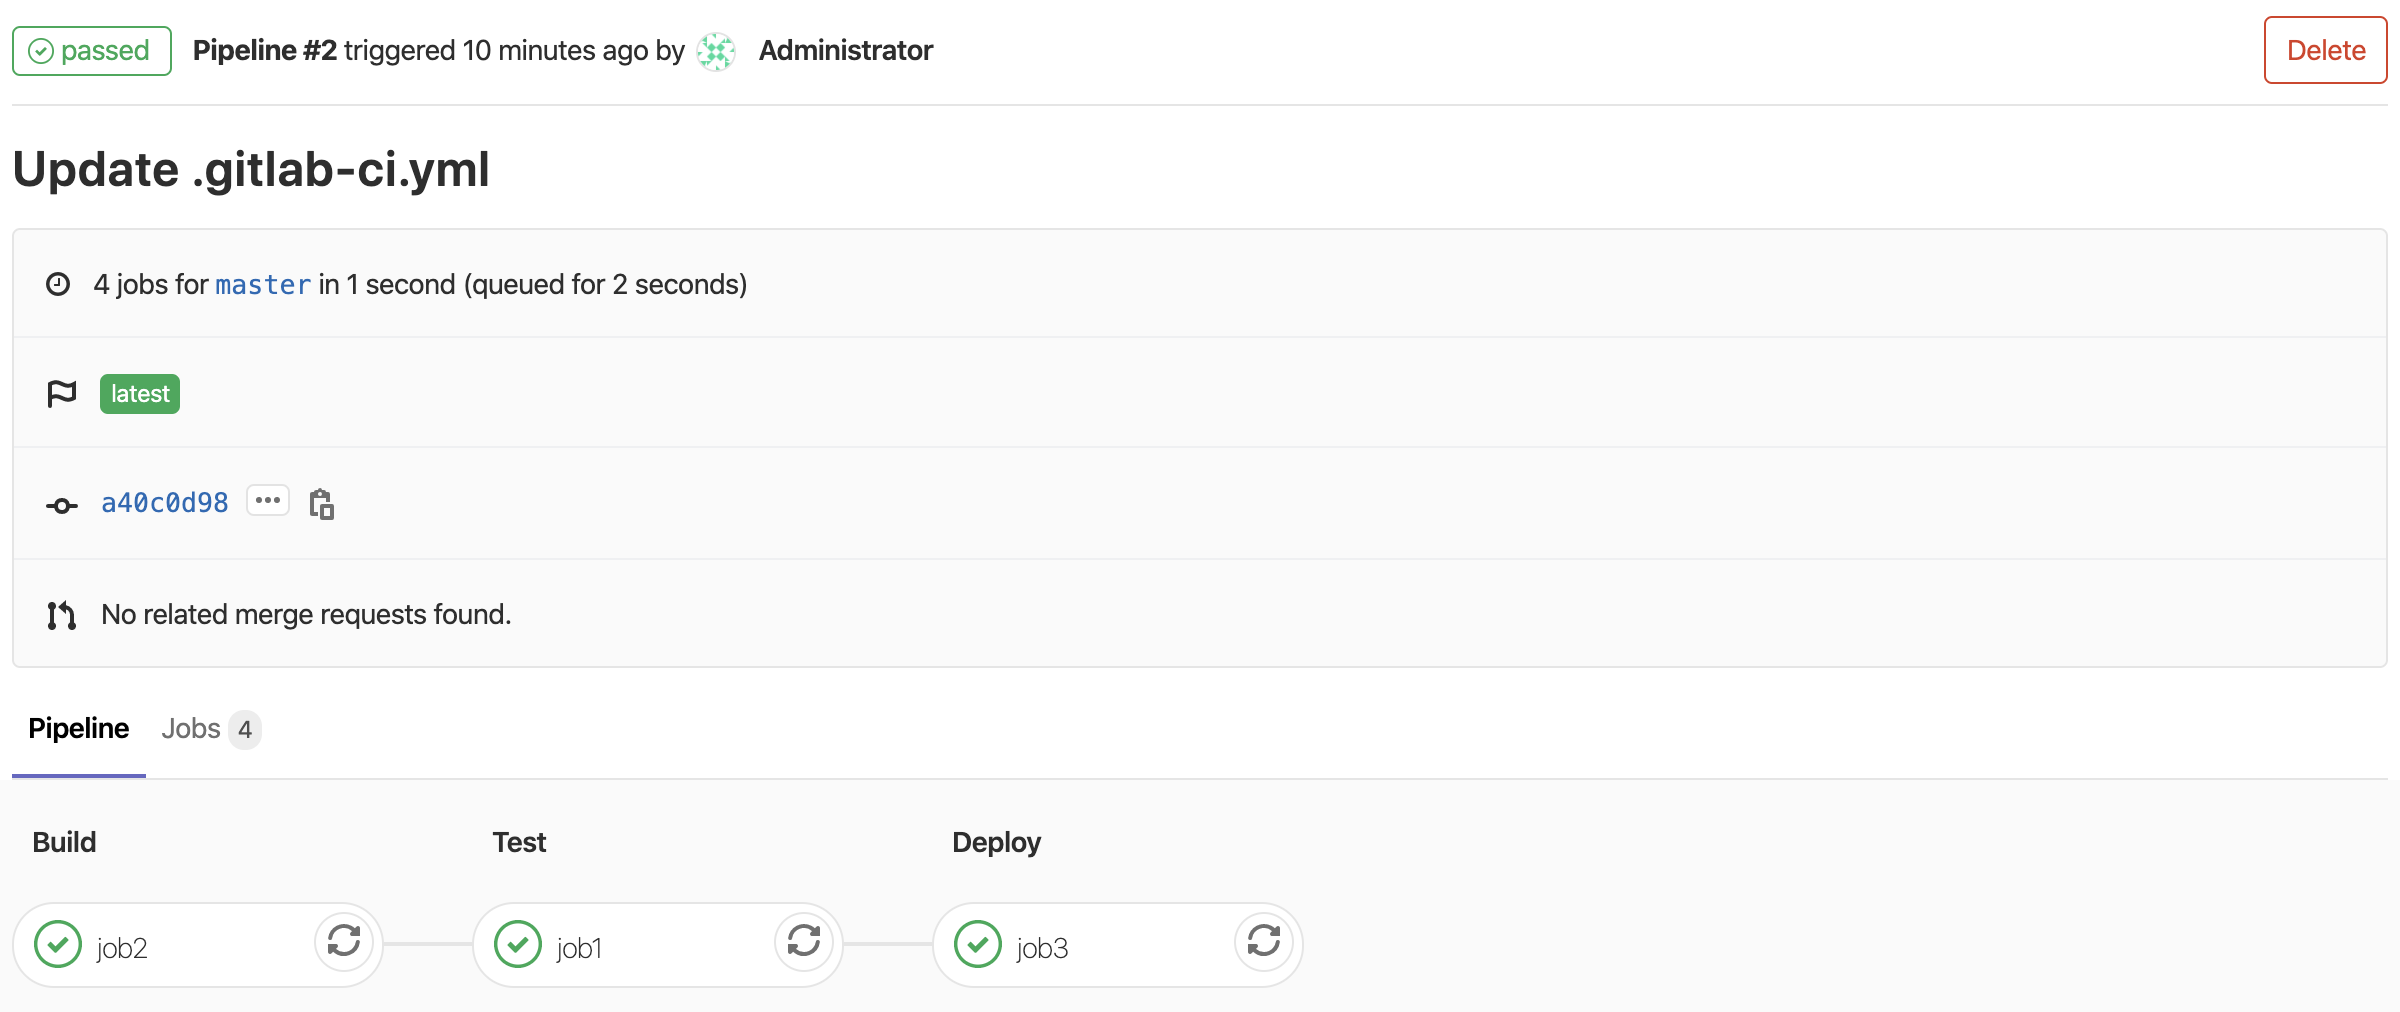 passed Pipeline #2 triggered 10 minutes ago by Administrator Delete
Update .gitlab-ci.yml
4 jobs for master in 1 second (queued for 2 seconds)
latest
a40c0d98
No related merge requests found.
Pipeline Jobs 4
Build Test Deploy
job2 job1 job3